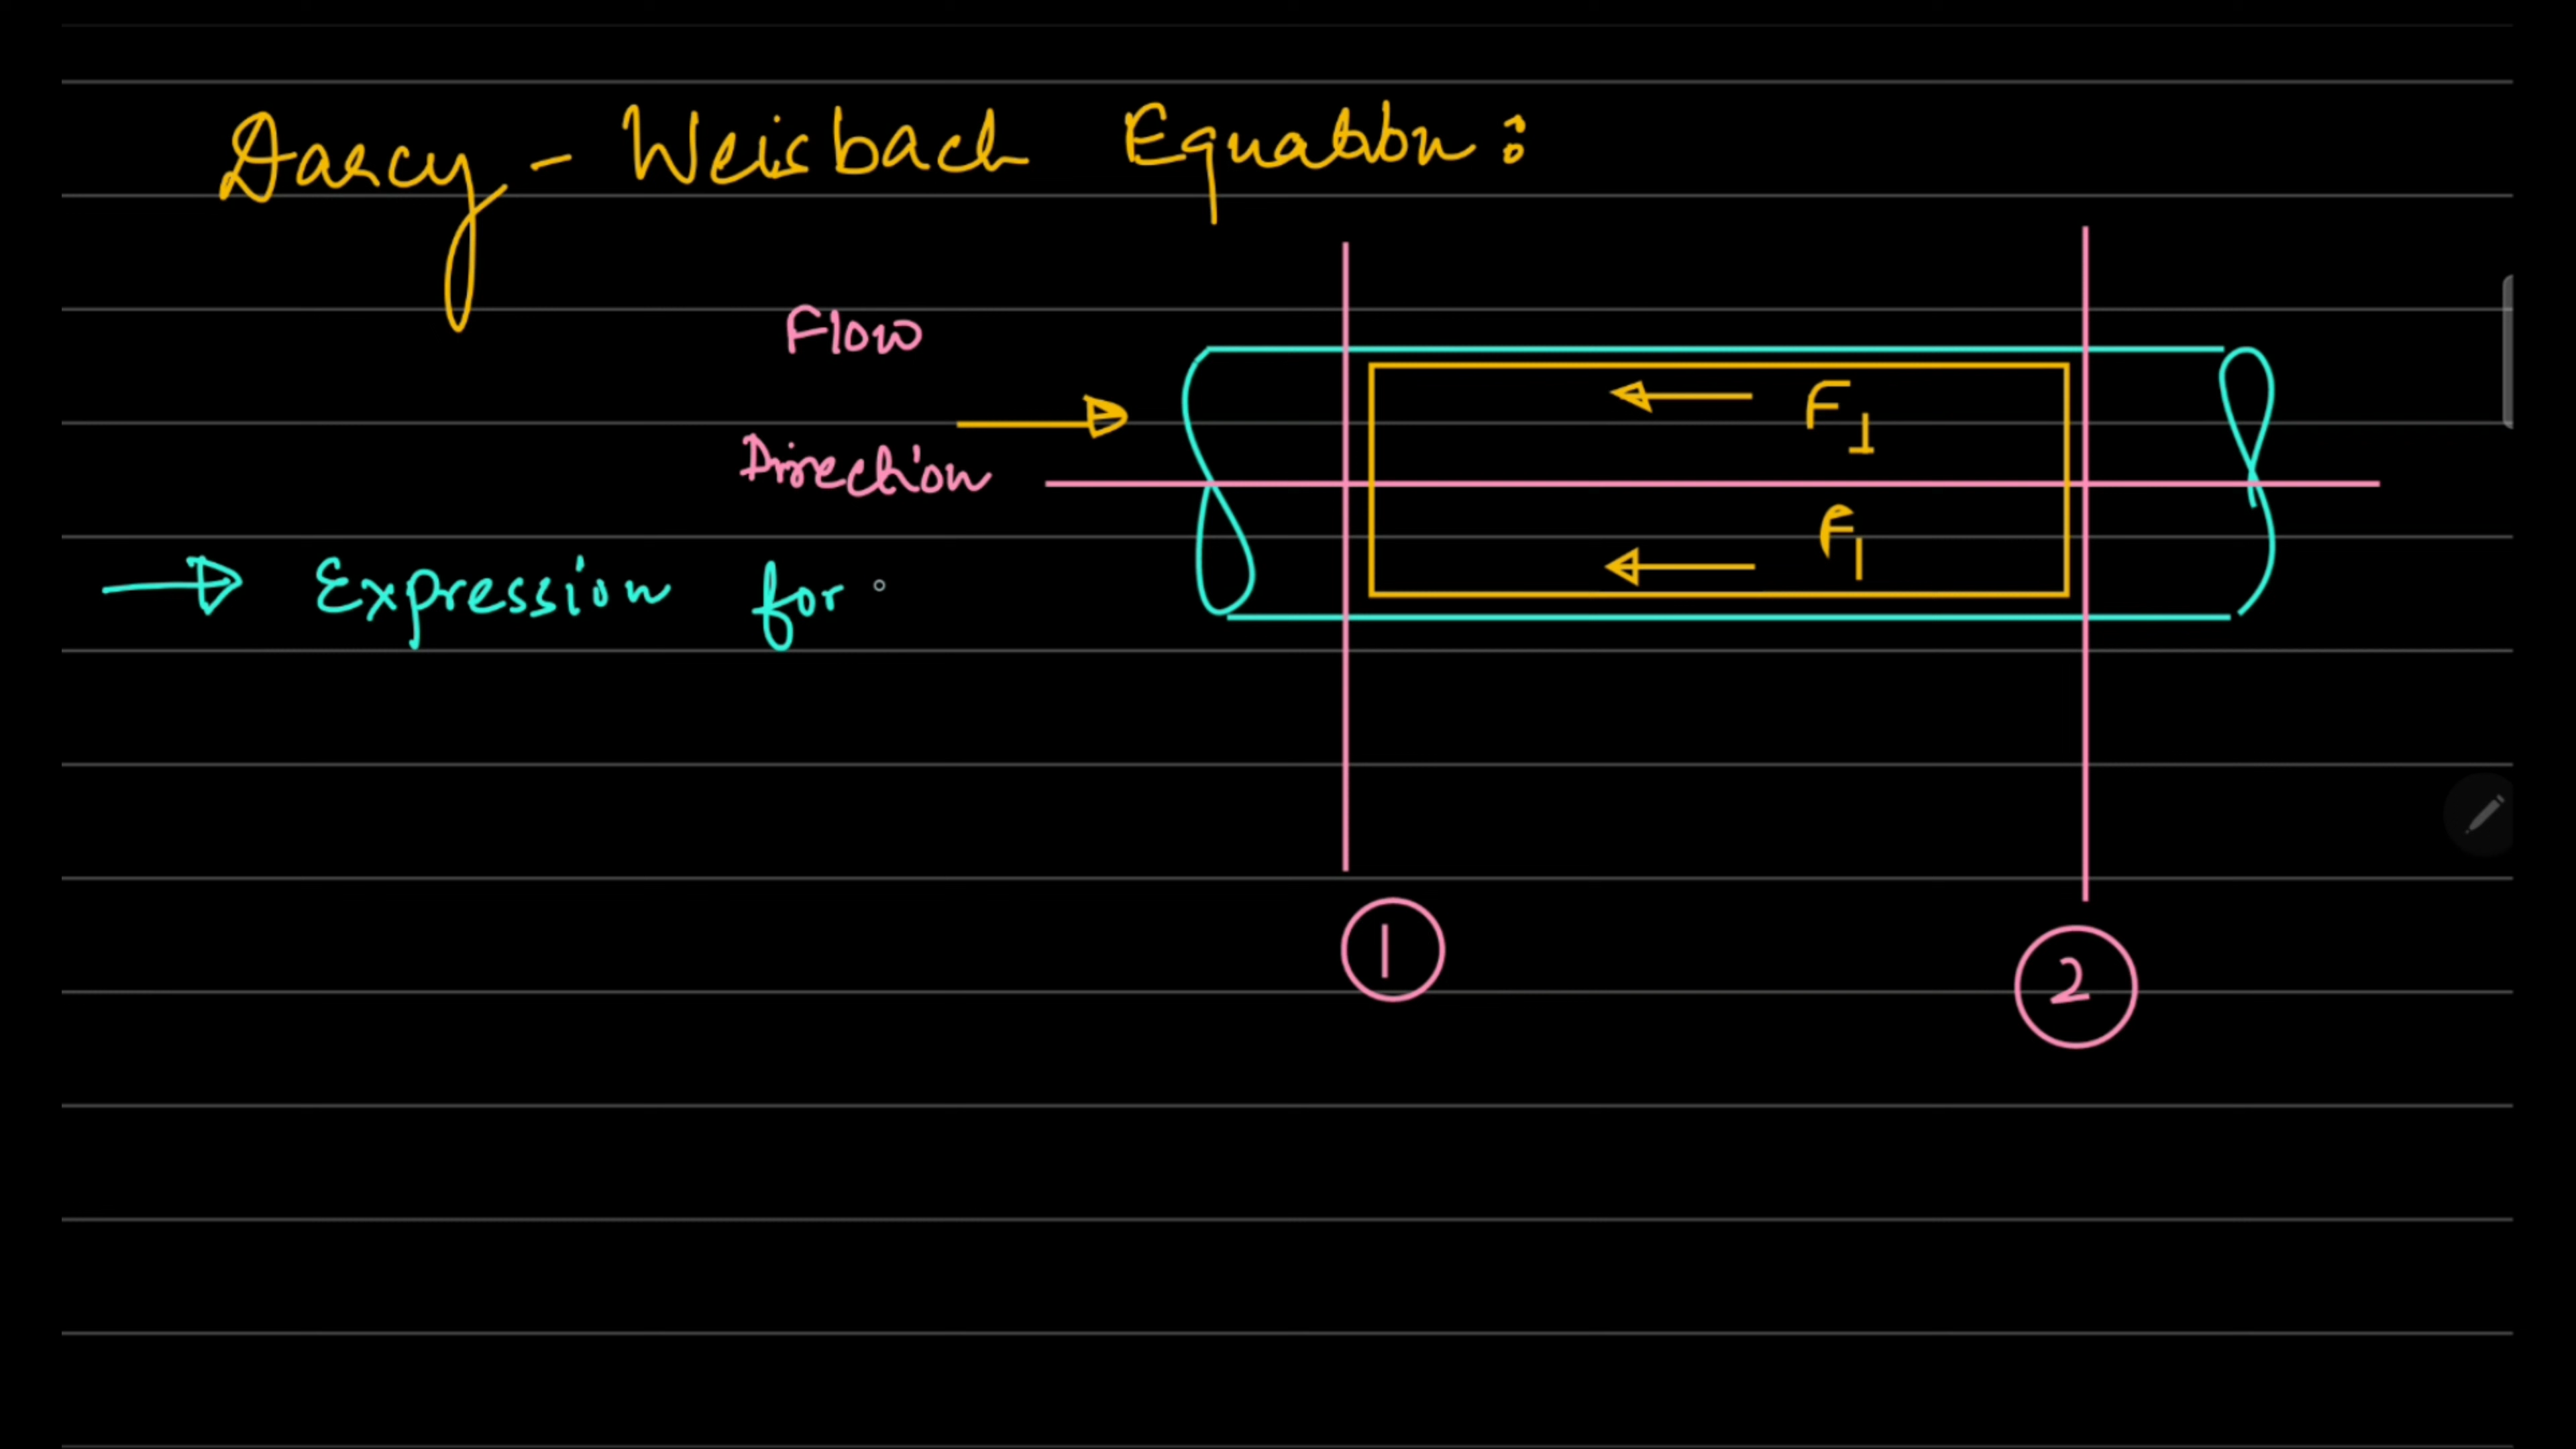 Darcy - Weisbach Equation :
Flow
Direction
F1
F1
→ Expression for
1
2